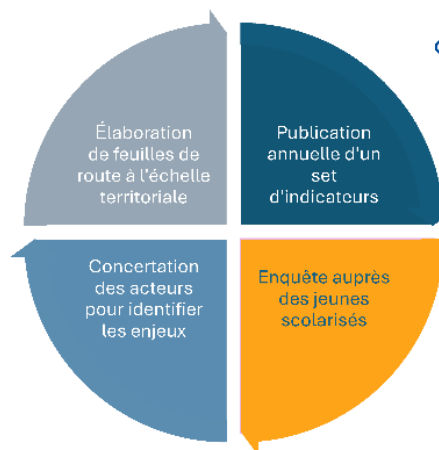 Élaboration
de feuilles de
route à l'échelle
territoriale
Publication
annuelle d'un
set
d'indicateurs
Concertation
des acteurs
pour identifier
les enjeux
Enquête auprès
des jeunes
scolarisés